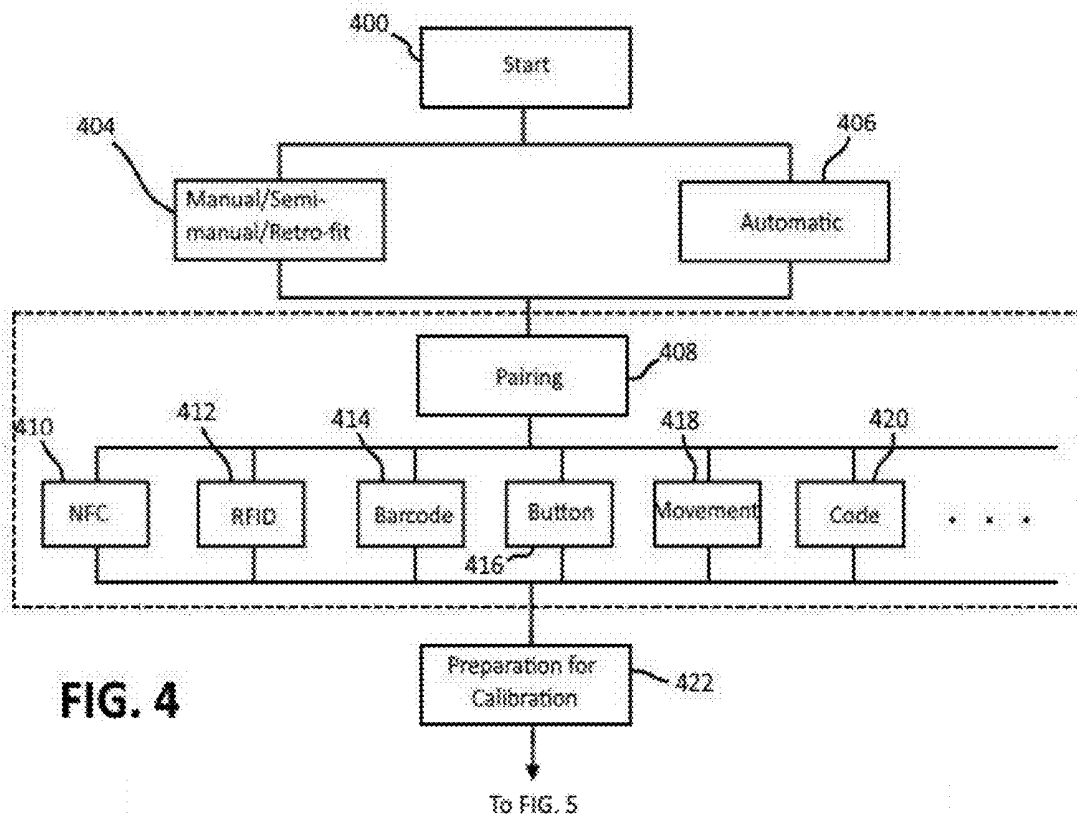 400
Start
404
406
Manual/Semi-
manual/Retro-fit
Automatic
Pairing
408
410
412
414
418
420
NFC
RFID
Barcode
Button
Movement
Code
. . .
416
Preparation for
Calibration
422
FIG. 4
To FIG. 5